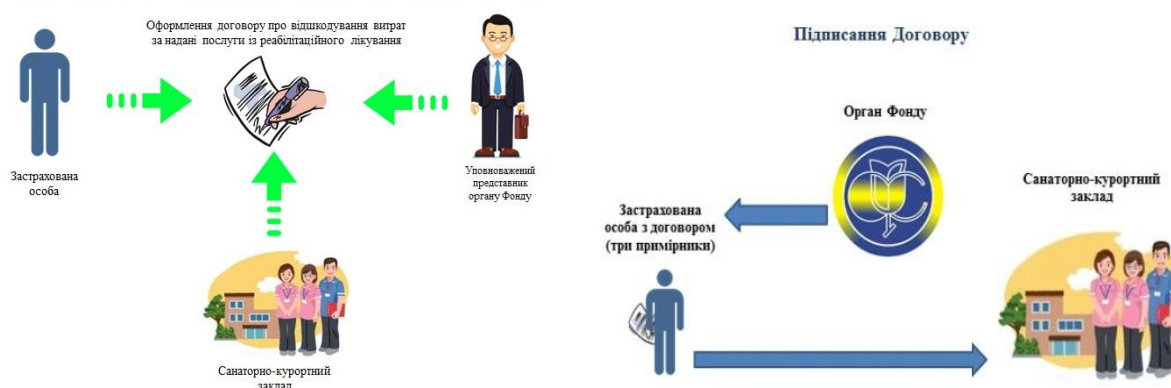 Оформлення договору про відшкодування витрат
за надані послуги із реабілітаційного лікування
Застрахована
особа
Уповноважений
представник
органу Фонду
Санаторно-курортний
заклад
Підписання Договору
Орган Фонду
Застрахована
особа з договором
(три примірники)
Санаторно-курортний
заклад